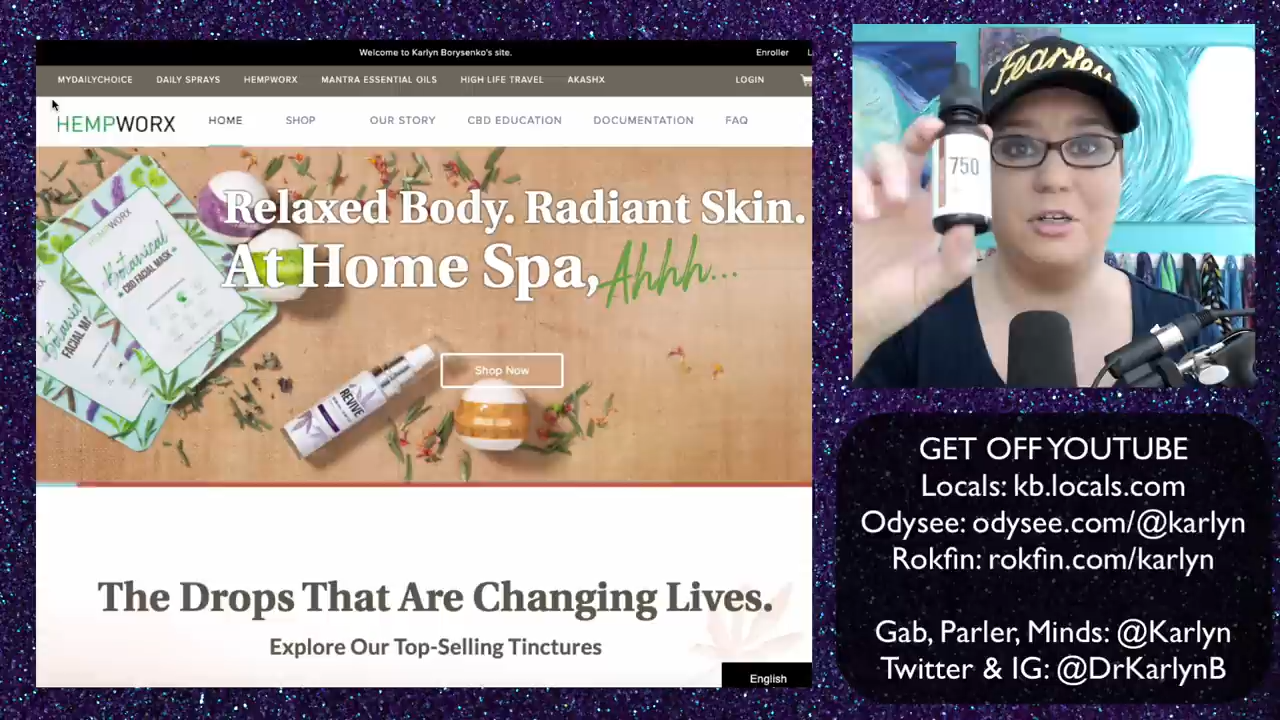 Welcome to Karlyn Borysenko's site.
Enroller
MYDAILYCHOICE
DAILY SPRAYS
HEMPWORX
MANTRA ESSENTIAL OILS
HIGH LIFE TRAVEL
AKASHX
LOGIN
HEMPWORX
HOME
SHOP
OUR STORY
CBD EDUCATION
DOCUMENTATION
FAQ
Relaxed Body. Radiant Skin.
At Home Spa, Ahhh...
HEMPWORX
Botanical
CBD FACIAL MASK
REVIVE
Shop Now
The Drops That Are Changing Lives.
Explore Our Top-Selling Tinctures
English
Fearless
750
GET OFF YOUTUBE
Locals: kb.locals.com
Odysee: odysee.com/@karlyn
Rokfin: rokfin.com/karlyn
Gab, Parler, Minds: @Karlyn
Twitter & IG: @DrKarlynB